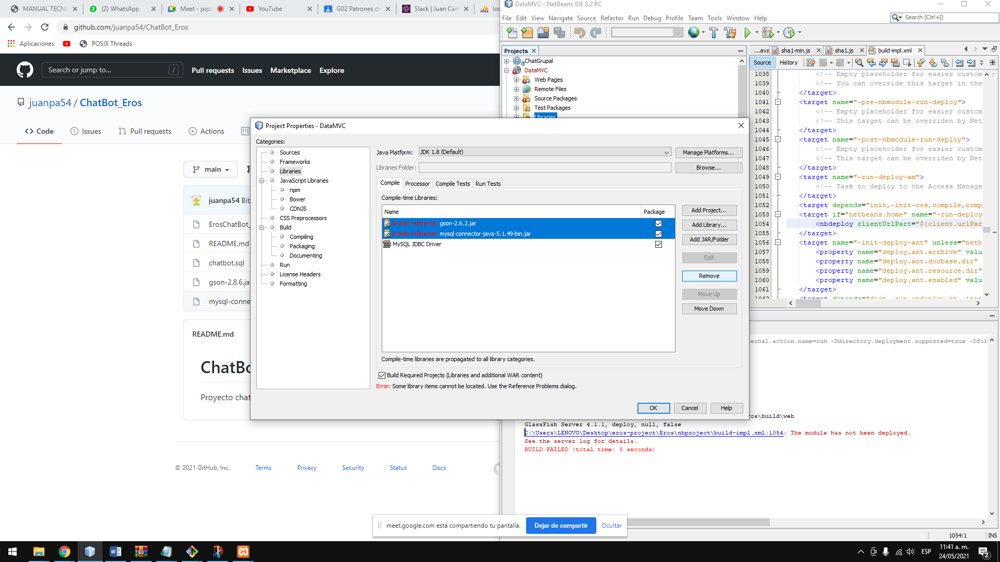 MANUAL TECNI
(2) WhatsApp
Meet - pqo
YouTube
G02 Patrones de
Slack | Juan Cam
loc
github.com/juanpa54/ChatBot_Eros
Aplicaciones
POSIX Threads
Search or jump to...
/
Pull requests
Issues
Marketplace
Explore
juanpa54 / ChatBot_Eros
Code
Issues
Pull requests
Actions
main
juanpa54 Bib
ErosChatBot_
README.md
chatbot.sql
gson-2.8.6.ja
mysql-conne
README.md
ChatBo
Proyecto chat
© 2021 GitHub, Inc.
Terms
Privacy
Security
Status
Docs
DataMVC - NetBeans IDE 8.2 RC
File Edit View Navigate Source Refactor Run Debug Profile Team Tools Window Help
Search (Ctrl+I)
Projects
ChatGrupal
DataMVC
Web Pages
Remote Files
Source Packages
Test Packages
Libraries
...ava
sha1-min.js
sha1.js
build-impl.xml
Source
History
1038 <!-- Empty placeholder for easier custom
1039 <!-- You can override this target in the
1040 </target>
1041 <target name="-pre-nbmodule-run-deploy">
1042 <!-- Empty placeholder for easier custom
1043 <!-- This target can be overriden by Net
1044 </target>
1045 <target name="-post-nbmodule-run-deploy">
1046 <!-- Empty placeholder for easier custom
1047 <!-- This target can be overriden by Net
1048 </target>
1049 <target name="-run-deploy-am">
1050 <!-- Task to deploy to the Access Manage
1051 </target>
1052 <target depends="init,-init-cos,compile,comp
1053 <target if="netbeans.home" name="-run-deploy
1054 <nbdeploy clientUrlPart="${client.urlPar
1055 </target>
1056 <target name="-init-deploy-ant" unless="netb
1057 <property name="deploy.ant.archive" valu
1058 <property name="deploy.ant.docbase.dir"
1059 <property name="deploy.ant.resource.dir"
1060 <property name="deploy.ant.enabled" valu
1061 </target>
1062 <target depends="dist,-run-undeploy-nb,-init
Project Properties - DataMVC
Categories:
Sources
Frameworks
Libraries
JavaScript Libraries
npm
Bower
CDNJS
CSS Preprocessors
Build
Compiling
Packaging
Documenting
Run
License Headers
Formatting
Java Platform:
JDK 1.8 (Default)
Manage Platforms...
Libraries Folder:
Browse...
Compile
Processor
Compile Tests
Run Tests
Compile-time Libraries:
Name
Package
Broken reference: gson-2.6.2.jar
Broken reference: mysql-connector-java-5.1.49-bin.jar
MySQL JDBC Driver
Add Project...
Add Library...
Add JAR/Folder
Edit
Remove
Move Up
Move Down
Compile-time libraries are propagated to all library categories.
Build Required Projects (Libraries and additional WAR content)
Error: Some library items cannot be located. Use the Reference Problems dialog.
OK
Cancel
Help
ernal.action.name=run -Ddirectory.deployment.supported=true -Dfor
os\build\web
GlassFish Server 4.1.1, deploy, null, false
C:\Users\LENOVO\Desktop\eros-project\Eros\nbproject\build-impl.xml:1054: The module has not been deployed.
See the server log for details.
BUILD FAILED (total time: 8 seconds)
meet.google.com está compartiendo tu pantalla.
Dejar de compartir
Ocultar
1054:1
INS
ESP
11:41 a. m.
24/05/2021
2